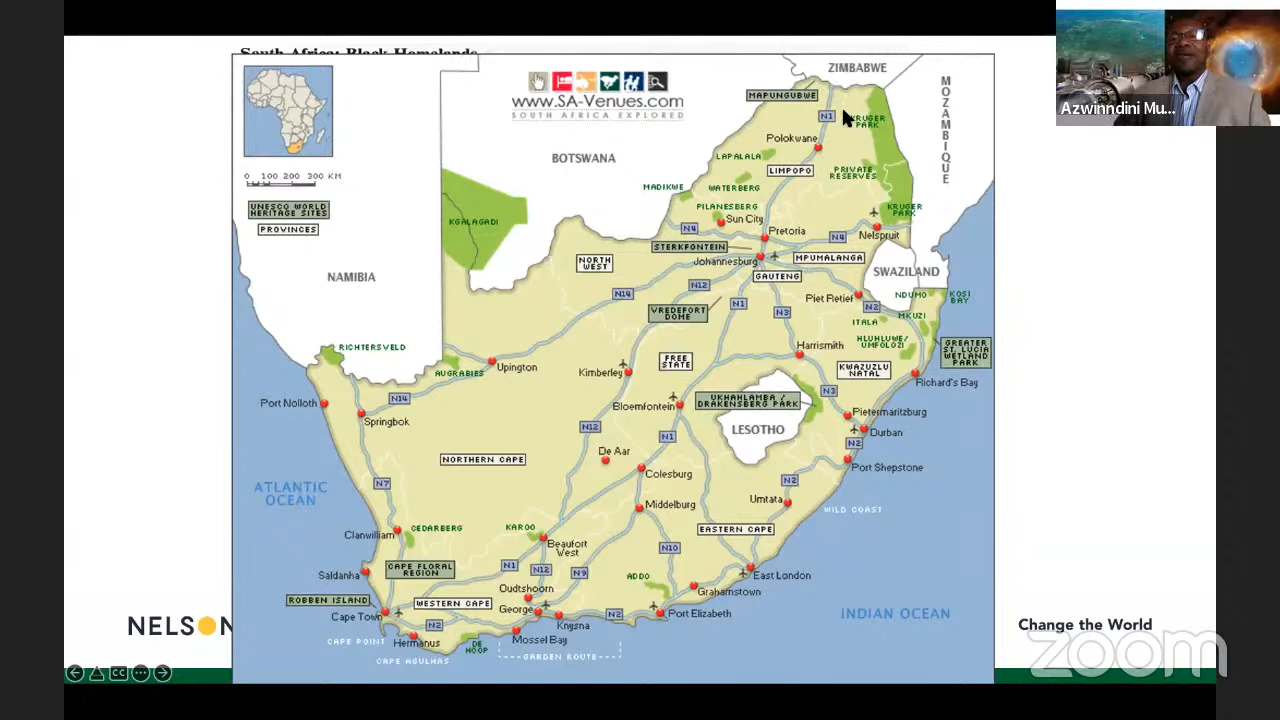 South Africa: Black Homelands
Azwinndini Mu...
www.SA-Venues.com
SOUTH AFRICA EXPLORED
0 100 200 300 KM
UNESCO WORLD
HERITAGE SITES
PROVINCES
ZIMBABWE
MOZAMBIQUE
BOTSWANA
NAMIBIA
SWAZILAND
LESOTHO
MAPUNGUBWE
N1
KRUGER
PARK
Polokwane
LAPALALA
LIMPOPO
PRIVATE
RESERVES
MADIKWE
WATERBERG
PILANESBERG
Sun City
KRUGER
PARK
KGALAGADI
N4
Pretoria
N4
Nelspruit
STERKFONTEIN
Johannesburg
MPUMALANGA
NORTH
WEST
GAUTENG
N14
N12
N1
Piet Retief
N2
NDUMO
KOSI
BAY
VREDEFORT
DOME
N3
ITALA
MKUZI
HLUHLUWE/
UMFOLOZI
GREATER
ST. LUCIA
WETLAND
PARK
RICHTERSVELD
Harrismith
FREE
STATE
KWAZULU
NATAL
AUGRABIES
Upington
Kimberley
Richard's Bay
Port Nolloth
N14
Springbok
Bloemfontein
UKHAHLAMBA /
DRAKENSBERG PARK
N3
Pietermaritzburg
Durban
N12
N1
N2
De Aar
NORTHERN CAPE
Colesburg
Port Shepstone
N7
N2
ATLANTIC
OCEAN
Middelburg
Umtata
WILD COAST
Clanwilliam
CEDARBERG
KAROO
EASTERN CAPE
Beaufort
West
N10
Saldanha
CAPE FLORAL
REGION
N1
N12
N9
ADDO
East London
Oudtshoorn
Grahamstown
ROBBEN ISLAND
WESTERN CAPE
George
Cape Town
N2
Knysna
N2
Port Elizabeth
INDIAN OCEAN
CAPE POINT
Hermanus
DE
HOOP
Mossel Bay
CAPE AGULHAS
GARDEN ROUTE
NELSON
Change the World
zoom
CC